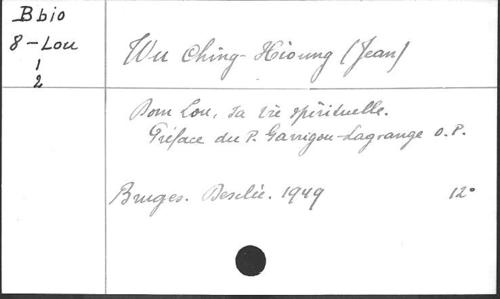 Bbio
8-Lou
1
2
Wu Ching-Hioung (Jean)
Dom Lou, sa vie spirituelle.
Préface du P. Garrigou-Lagrange O.P.
Bruges. Desclée. 1949 12°